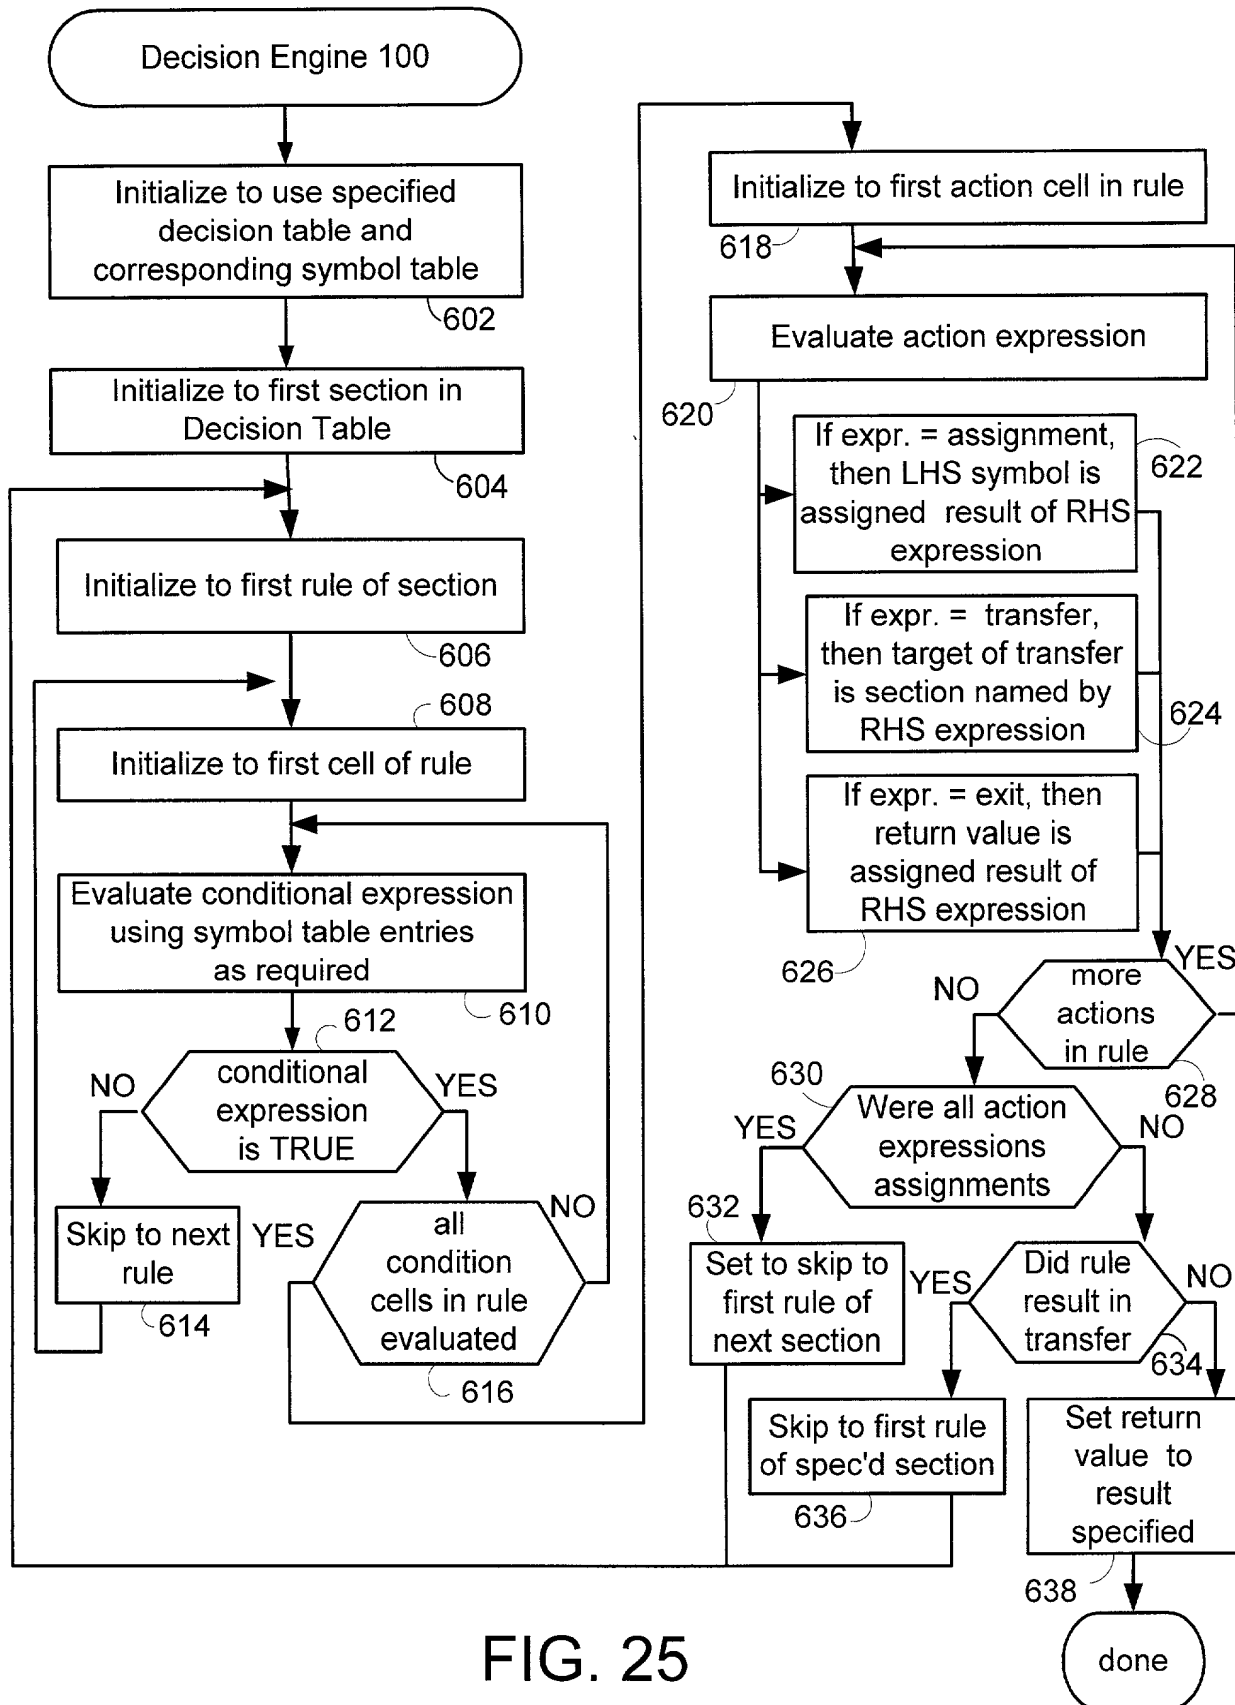 Decision Engine 100
Initialize to use specified
decision table and
corresponding symbol table
602
Initialize to first section in
Decision Table
604
Initialize to first rule of section
606
608
Initialize to first cell of rule
Evaluate conditional expression
using symbol table entries
as required
610
612
conditional
expression
is TRUE
NO
YES
Skip to next
rule
614
YES
all
condition
cells in rule
evaluated
NO
616
Initialize to first action cell in rule
618
Evaluate action expression
620
If expr. = assignment,
then LHS symbol is
assigned result of RHS
expression
622
If expr. = transfer,
then target of transfer
is section named by
RHS expression
624
If expr. = exit, then
return value is
assigned result of
RHS expression
626
YES
NO
more
actions
in rule
628
630
YES
Were all action
expressions
assignments
NO
632
Set to skip to
first rule of
next section
YES
Did rule
result in
transfer
NO
634
Skip to first rule
of spec'd section
636
Set return
value to
result
specified
638
done
FIG. 25